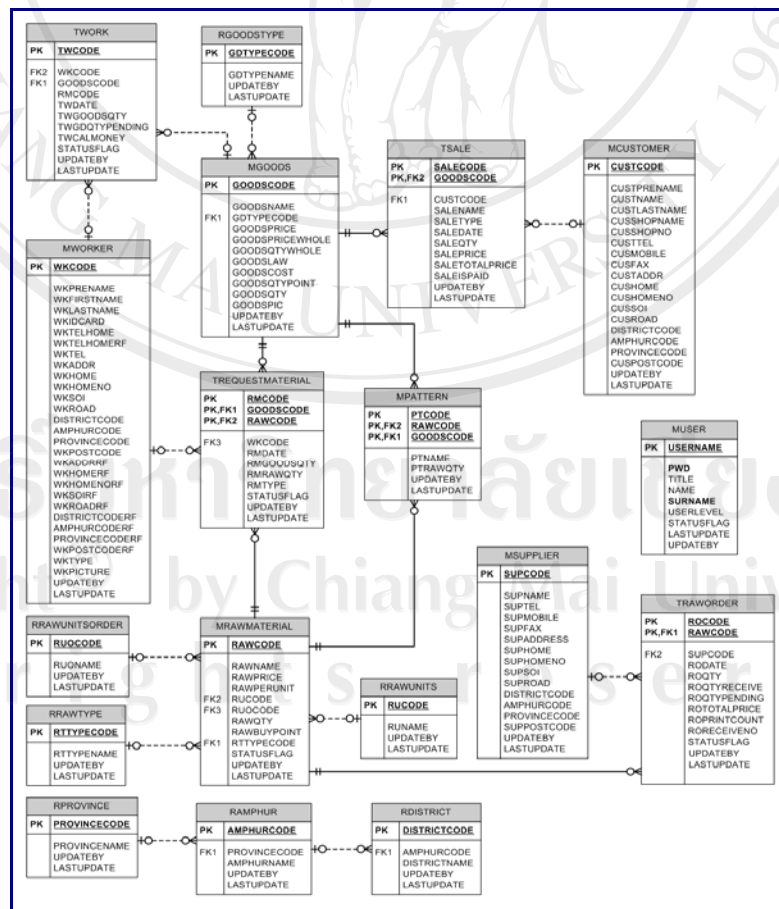 TWORK
PK TWCODE
FK2 WKCODE
FK1 GOODSCODE
RMCODE
TWDATE
TWGOODSQTY
TWGDQTYPENDING
TWCALMONEY
STATUSFLAG
UPDATEBY
LASTUPDATE
RGOODSTYPE
PK GDTYPECODE
GDTYPENAME
UPDATEBY
LASTUPDATE
MGOODS
PK GOODSCODE
GOODSNAME
FK1 GDTYPECODE
GOODSPRICE
GOODSPRICEWHOLE
GOODSQTYWHOLE
GOODSLAW
GOODSCOST
GOODSQTYPOINT
GOODSQTY
GOODSPIC
UPDATEBY
LASTUPDATE
TSALE
PK SALECODE
PK,FK2 GOODSCODE
FK1 CUSTCODE
SALENAME
SALETYPE
SALEDATE
SALEQTY
SALEPRICE
SALETOTALPRICE
SALEISPAID
UPDATEBY
LASTUPDATE
MCUSTOMER
PK CUSTCODE
CUSTPRENAME
CUSTNAME
CUSTLASTNAME
CUSSHOPNAME
CUSSHOPNO
CUSTTEL
CUSMOBILE
CUSFAX
CUSTADDR
CUSHOME
CUSHOMENO
CUSSOI
CUSROAD
DISTRICTCODE
AMPHURCODE
PROVINCECODE
CUSPOSTCODE
UPDATEBY
LASTUPDATE
MWORKER
PK WKCODE
WKPRENAME
WKFIRSTNAME
WKLASTNAME
WKIDCARD
WKTELHOME
WKTELHOMERF
WKTEL
WKADDR
WKHOME
WKHOMENO
WKSOI
WKROAD
DISTRICTCODE
AMPHURCODE
PROVINCECODE
WKPOSTCODE
WKADDRRF
WKHOMERF
WKHOMENORF
WKSOIRF
WKROADRF
DISTRICTCODERF
AMPHURCODERF
PROVINCECODERF
WKPOSTCODERF
WKTYPE
WKPICTURE
UPDATEBY
LASTUPDATE
TREQUESTMATERIAL
PK RMCODE
PK,FK1 GOODSCODE
PK,FK2 RAWCODE
FK3 WKCODE
RMDATE
RMGOODSQTY
RMRAWQTY
RMTYPE
STATUSFLAG
UPDATEBY
LASTUPDATE
MPATTERN
PK PTCODE
PK,FK2 RAWCODE
PK,FK1 GOODSCODE
PTNAME
PTRAWQTY
UPDATEBY
LASTUPDATE
MUSER
PK USERNAME
PWD
TITLE
NAME
SURNAME
USERLEVEL
STATUSFLAG
LASTUPDATE
UPDATEBY
MSUPPLIER
PK SUPCODE
SUPNAME
SUPTEL
SUPMOBILE
SUPFAX
SUPADDRESS
SUPHOME
SUPHOMENO
SUPSOI
SUPROAD
DISTRICTCODE
AMPHURCODE
PROVINCECODE
SUPPOSTCODE
UPDATEBY
LASTUPDATE
TRAWORDER
PK ROCODE
PK,FK1 RAWCODE
FK2 SUPCODE
RODATE
ROQTY
ROQTYRECEIVE
ROQTYPENDING
ROTOTALPRICE
ROPRINTCOUNT
RORECEIVENO
STATUSFLAG
UPDATEBY
LASTUPDATE
RRAWUNITSORDER
PK RUOCODE
RUONAME
UPDATEBY
LASTUPDATE
MRAWMATERIAL
PK RAWCODE
RAWNAME
RAWPRICE
RAWPERUNIT
FK2 RUCODE
FK3 RUOCODE
RAWQTY
RAWBUYPOINT
FK1 RTTYPECODE
STATUSFLAG
UPDATEBY
LASTUPDATE
RRAWUNITS
PK RUCODE
RUNAME
UPDATEBY
LASTUPDATE
RRAWTYPE
PK RTTYPECODE
RTTYPENAME
UPDATEBY
LASTUPDATE
RPROVINCE
PK PROVINCECODE
PROVINCENAME
UPDATEBY
LASTUPDATE
RAMPHUR
PK AMPHURCODE
FK1 PROVINCECODE
AMPHURNAME
UPDATEBY
LASTUPDATE
RDISTRICT
PK DISTRICTCODE
FK1 AMPHURCODE
DISTRICTNAME
UPDATEBY
LASTUPDATE
by Chiang Mai Univ